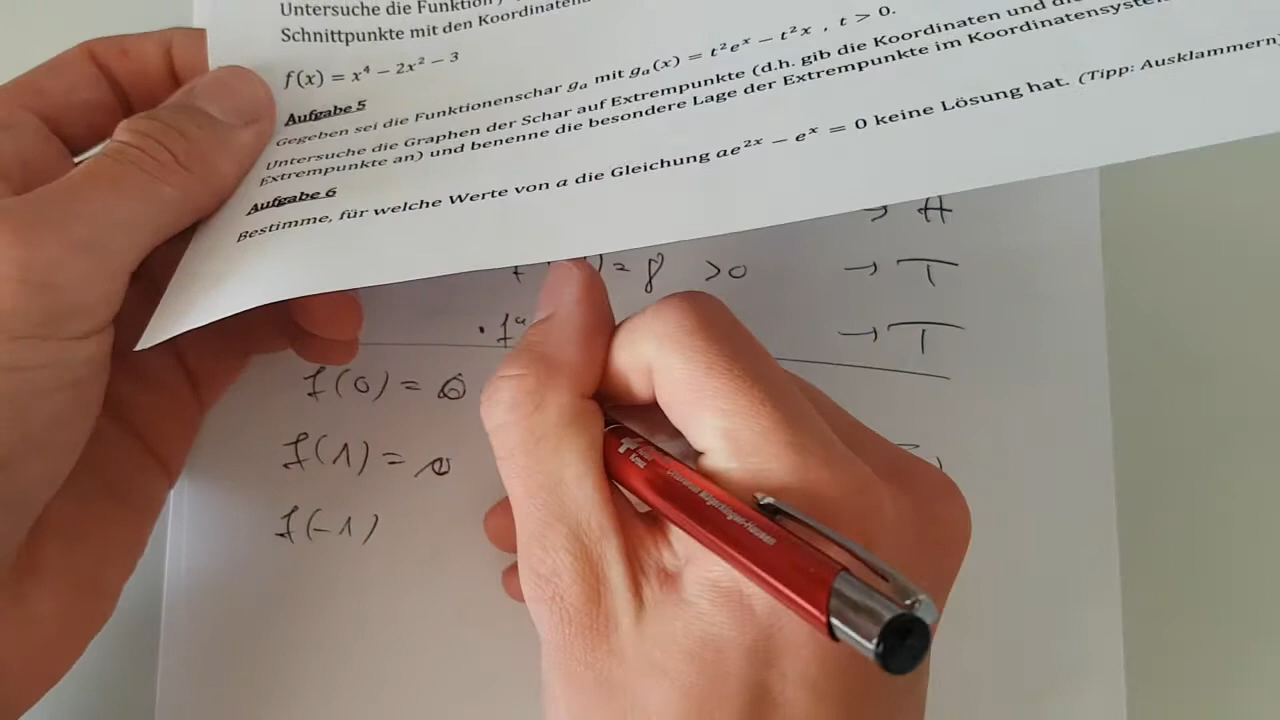 Untersuche die Funktion
Schnittpunkte mit den Koordinaten
f(x) = x⁴ − 2x² − 3
Aufgabe 5
Gegeben sei die Funktionenschar gₐ mit gₐ(x) = t²eˣ − t²x , t > 0.
Untersuche die Graphen der Schar auf Extrempunkte (d.h. gib die Koordinaten und die
Extrempunkte an) und benenne die besondere Lage der Extrempunkte im Koordinatensystem
Aufgabe 6
Bestimme, für welche Werte von a die Gleichung ae²ˣ − eˣ = 0 keine Lösung hat. (Tipp: Ausklammern)
→ H
) = 8 > 0 → T
→ T
f(0) = 0
f(1) =
f(-1)